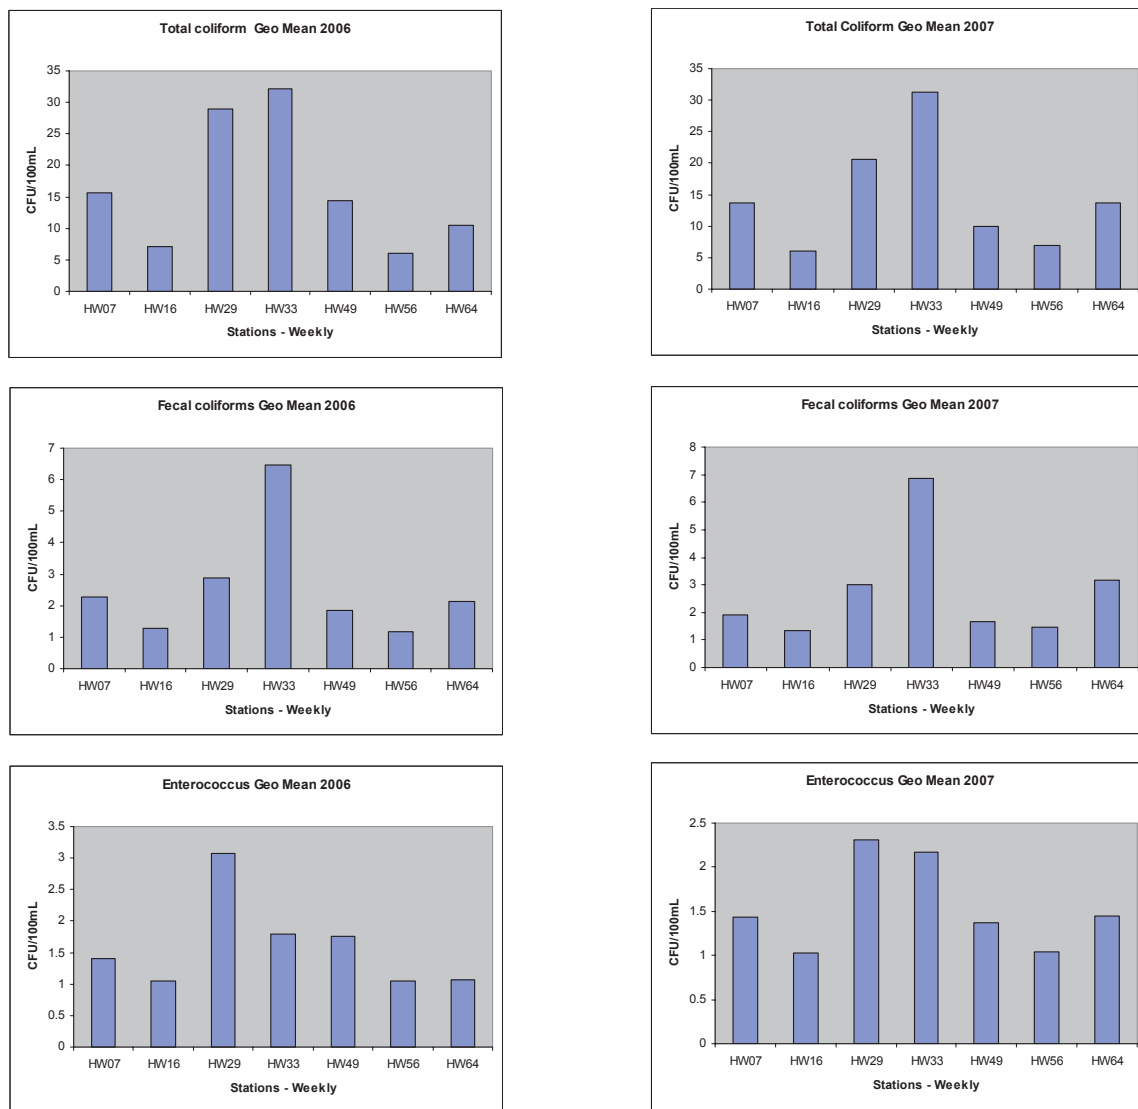 Total coliform  Geo Mean 2006
CFU/100mL
35
30
25
20
15
10
5
0
HW07 HW16 HW29 HW33 HW49 HW56 HW64
Stations - Weekly
Total Coliform Geo Mean 2007
CFU/100mL
35
30
25
20
15
10
5
0
HW07 HW16 HW29 HW33 HW49 HW56 HW64
Stations - Weekly
Fecal coliforms Geo Mean 2006
CFU/100mL
7
6
5
4
3
2
1
0
HW07 HW16 HW29 HW33 HW49 HW56 HW64
Stations - Weekly
Fecal coliforms Geo Mean 2007
CFU/100mL
8
7
6
5
4
3
2
1
0
HW07 HW16 HW29 HW33 HW49 HW56 HW64
Stations - Weekly
Enterococcus Geo Mean 2006
CFU/100mL
3.5
3
2.5
2
1.5
1
0.5
0
HW07 HW16 HW29 HW33 HW49 HW56 HW64
Stations - Weekly
Enterococcus Geo Mean 2007
CFU/100mL
2.5
2
1.5
1
0.5
0
HW07 HW16 HW29 HW33 HW49 HW56 HW64
Stations - Weekly